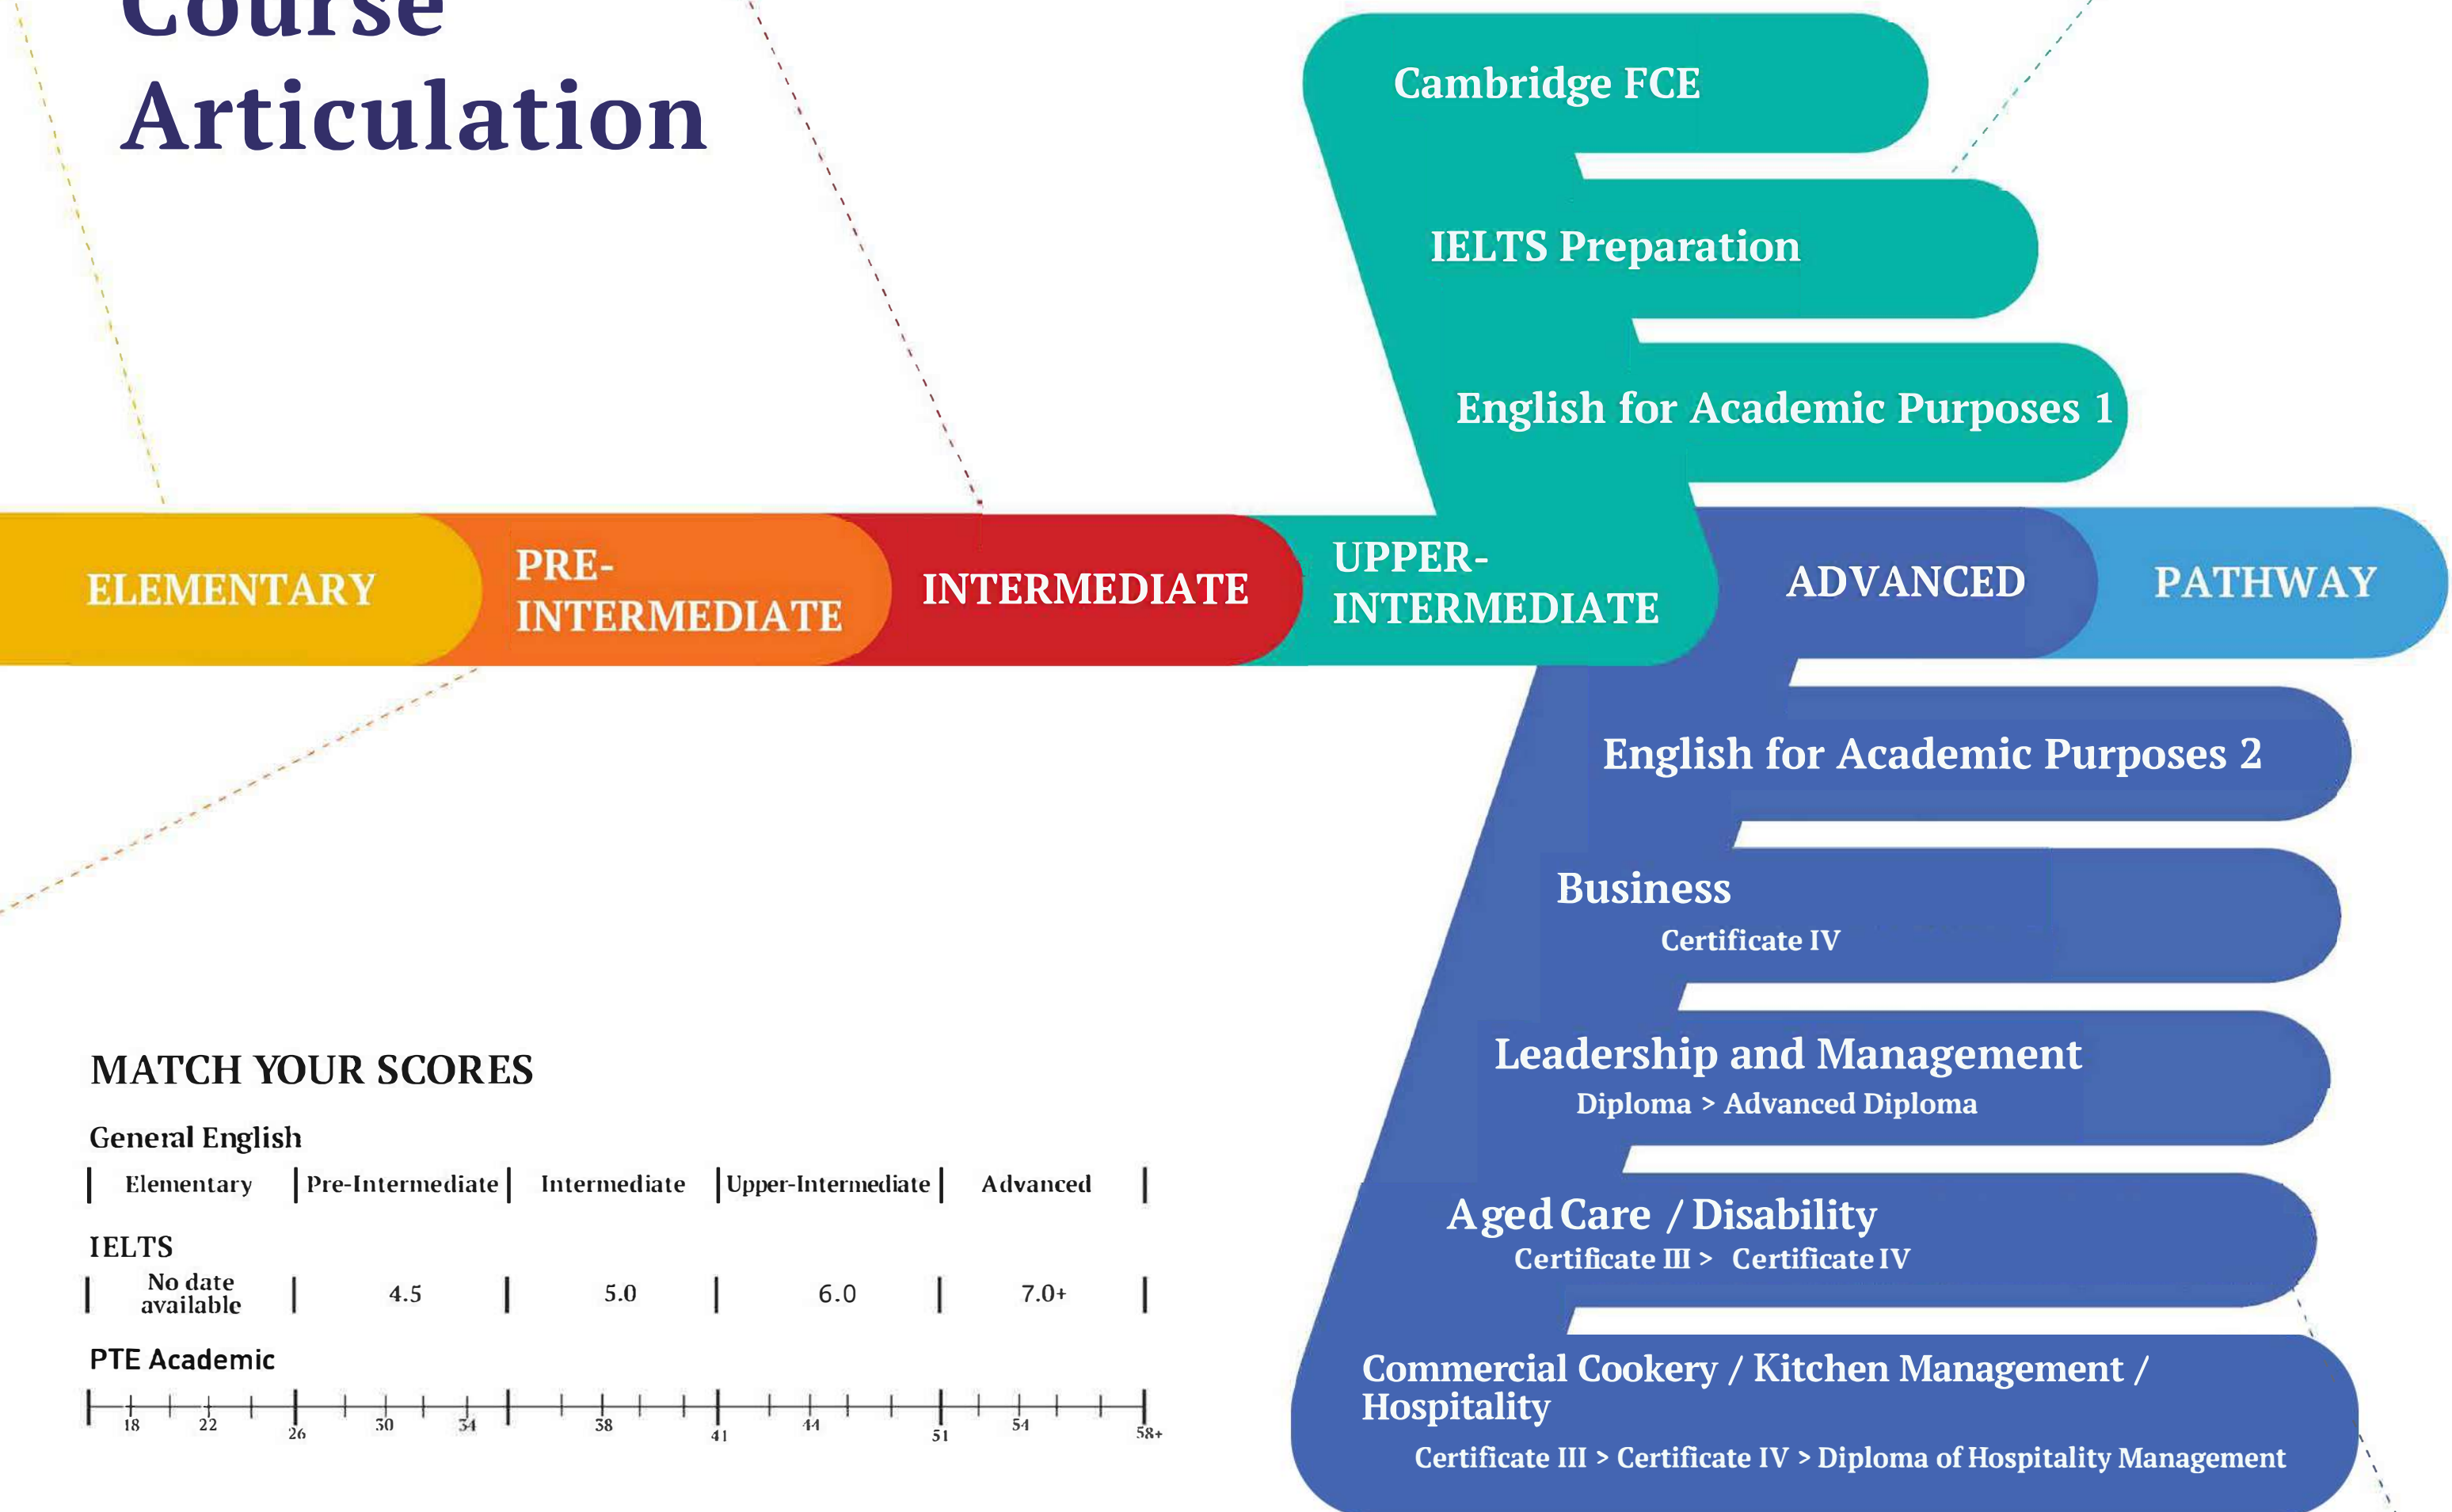 Course
Articulation
Cambridge FCE
IELTS Preparation
English for Academic Purposes 1
ELEMENTARY
PRE-
INTERMEDIATE
INTERMEDIATE
UPPER-
INTERMEDIATE
ADVANCED
PATHWAY
English for Academic Purposes 2
Business
Certificate IV
Leadership and Management
Diploma > Advanced Diploma
Aged Care / Disability
Certificate III > Certificate IV
Commercial Cookery / Kitchen Management /
Hospitality
Certificate III > Certificate IV > Diploma of Hospitality Management
MATCH YOUR SCORES
General English
Elementary Pre-Intermediate Intermediate Upper-Intermediate Advanced
IELTS
No date
available
4.5 5.0 6.0 7.0+
PTE Academic
18 22 26 30 34 38 41 44 51 54 58+